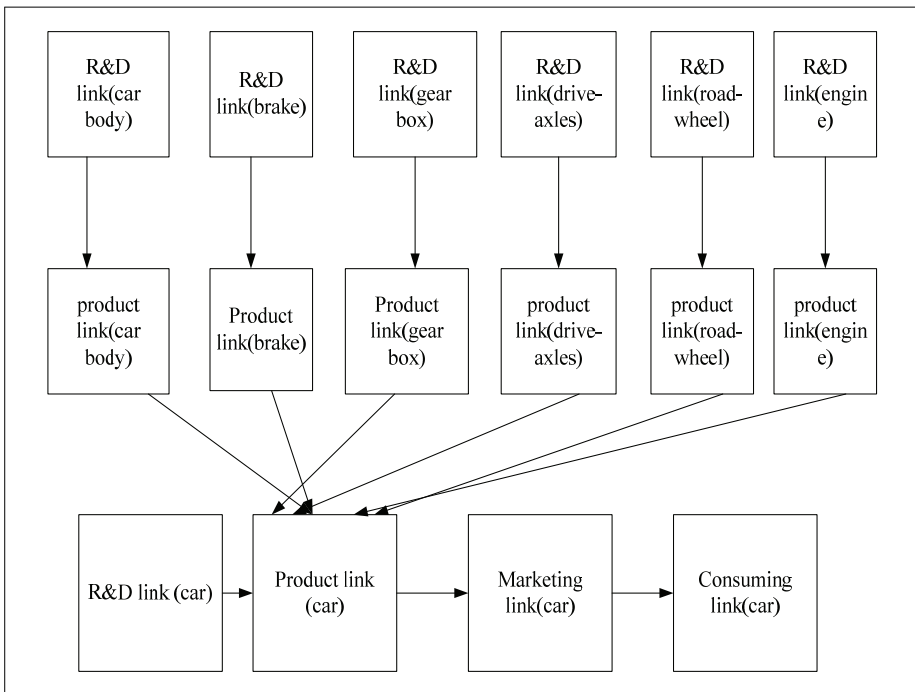 R&D
link(car
body)
R&D
link(brake)
R&D
link(gear
box)
R&D
link(drive-
axles)
R&D
link(road-
wheel)
R&D
link(engin
e)
product
link(car
body)
Product
link(brake)
Product
link(gear
box)
product
link(drive-
axles)
product
link(road-
wheel)
product
link(engin
e)
R&D link (car)
Product link
(car)
Marketing
link(car)
Consuming
link(car)